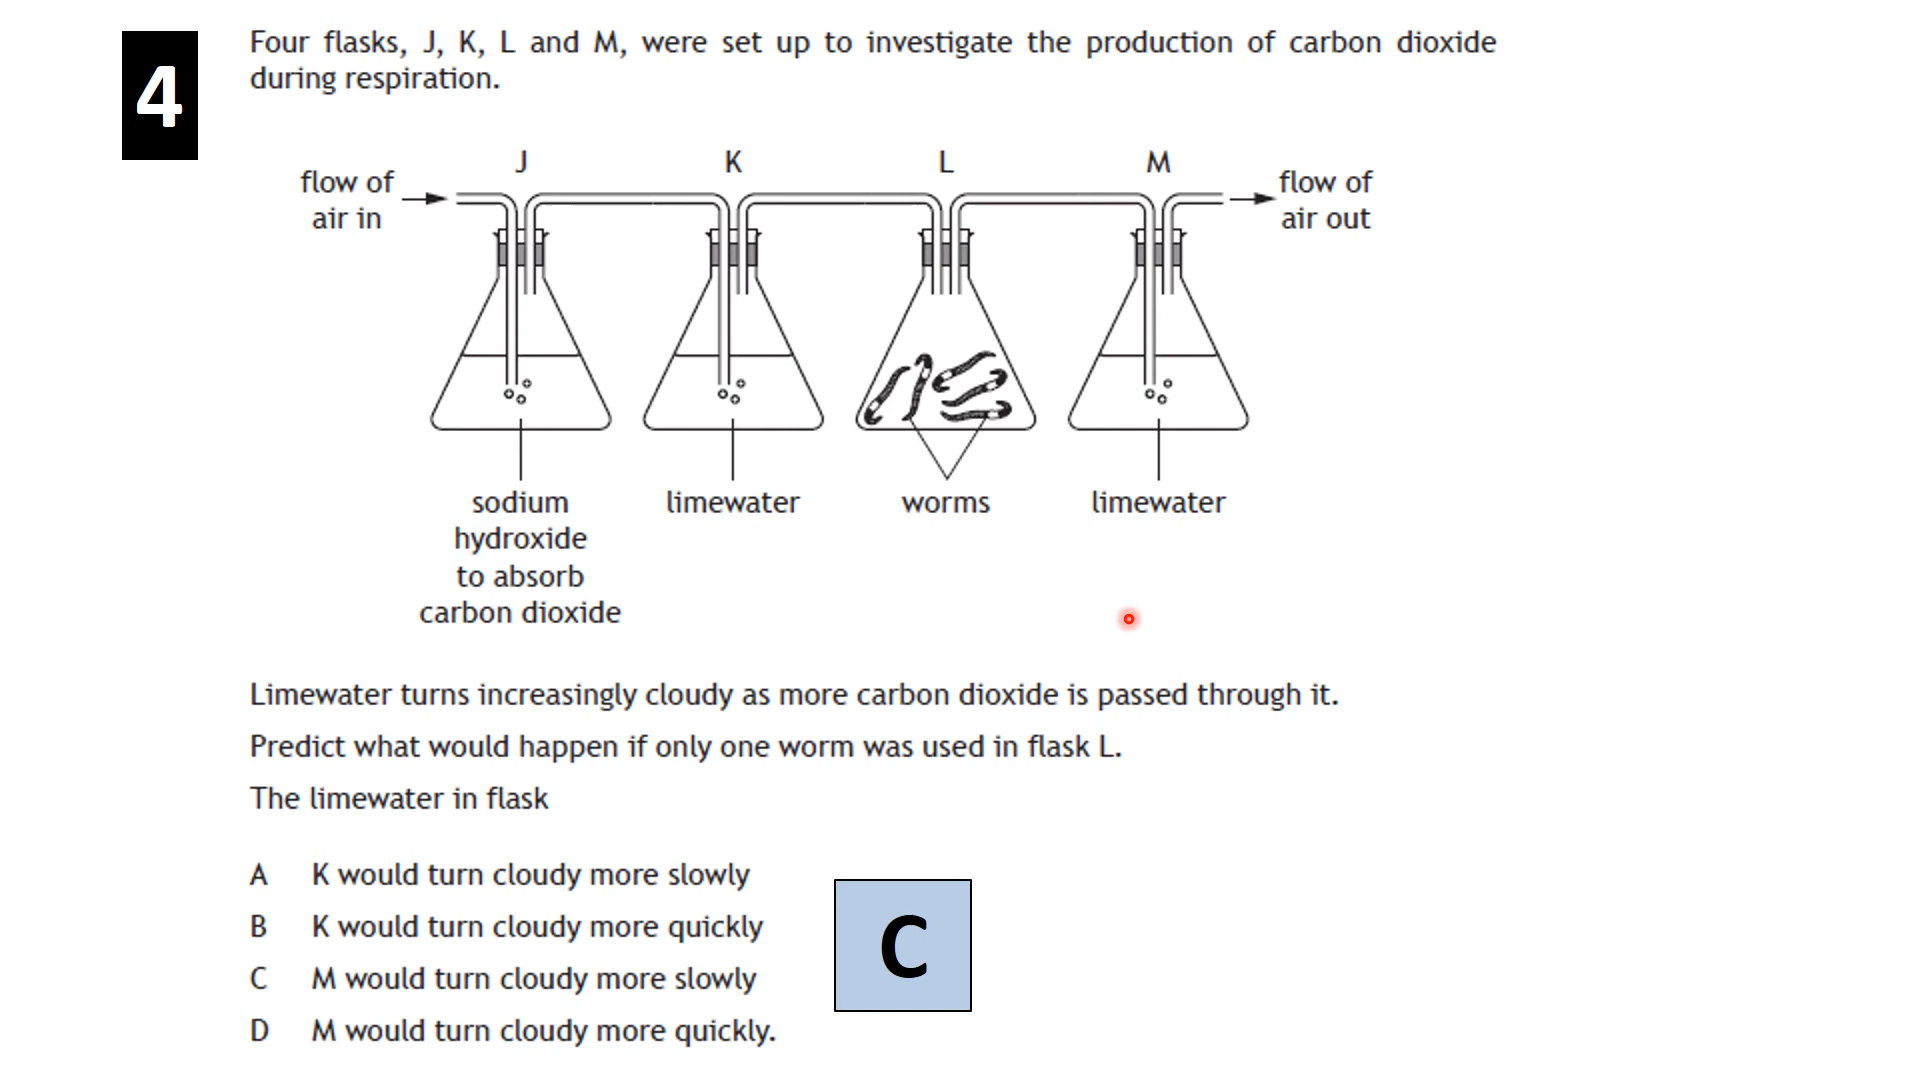 4
Four flasks, J, K, L and M, were set up to investigate the production of carbon dioxide
during respiration.
J
K
L
M
flow of
air in
flow of
air out
sodium
hydroxide
to absorb
carbon dioxide
limewater
worms
limewater
Limewater turns increasingly cloudy as more carbon dioxide is passed through it.
Predict what would happen if only one worm was used in flask L.
The limewater in flask
A K would turn cloudy more slowly
B K would turn cloudy more quickly
C M would turn cloudy more slowly
D M would turn cloudy more quickly.
C